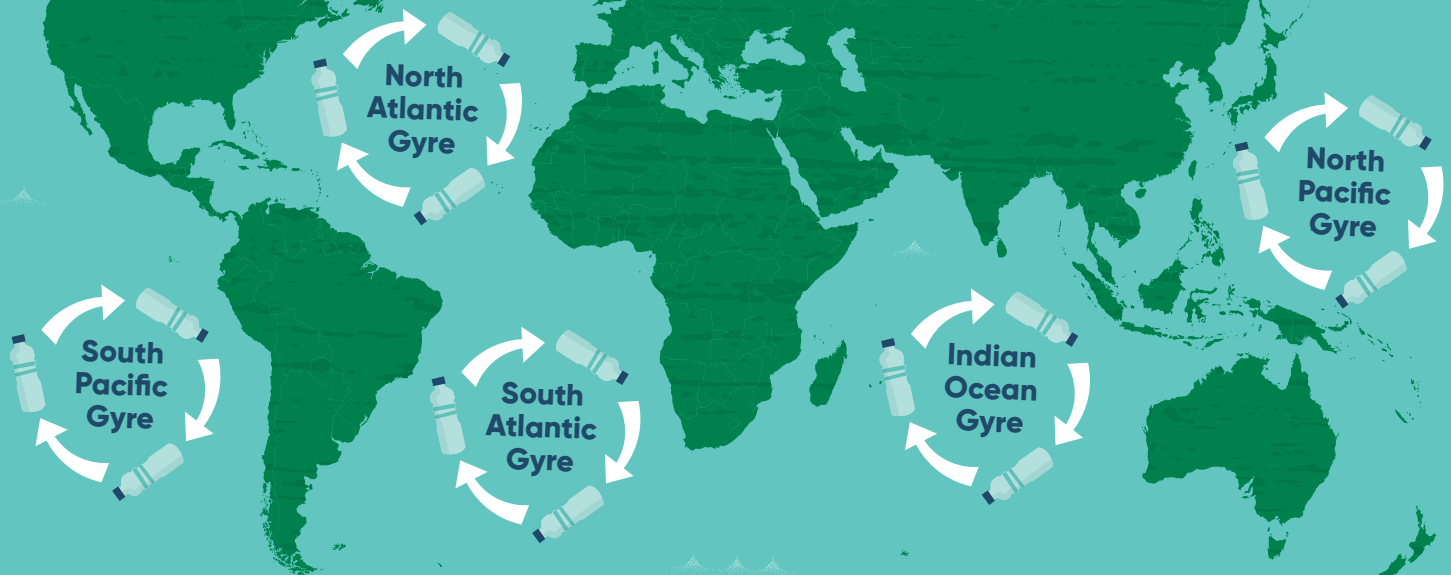 North
Atlantic
Gyre
North
Pacific
Gyre
South
Pacific
Gyre
South
Atlantic
Gyre
Indian
Ocean
Gyre